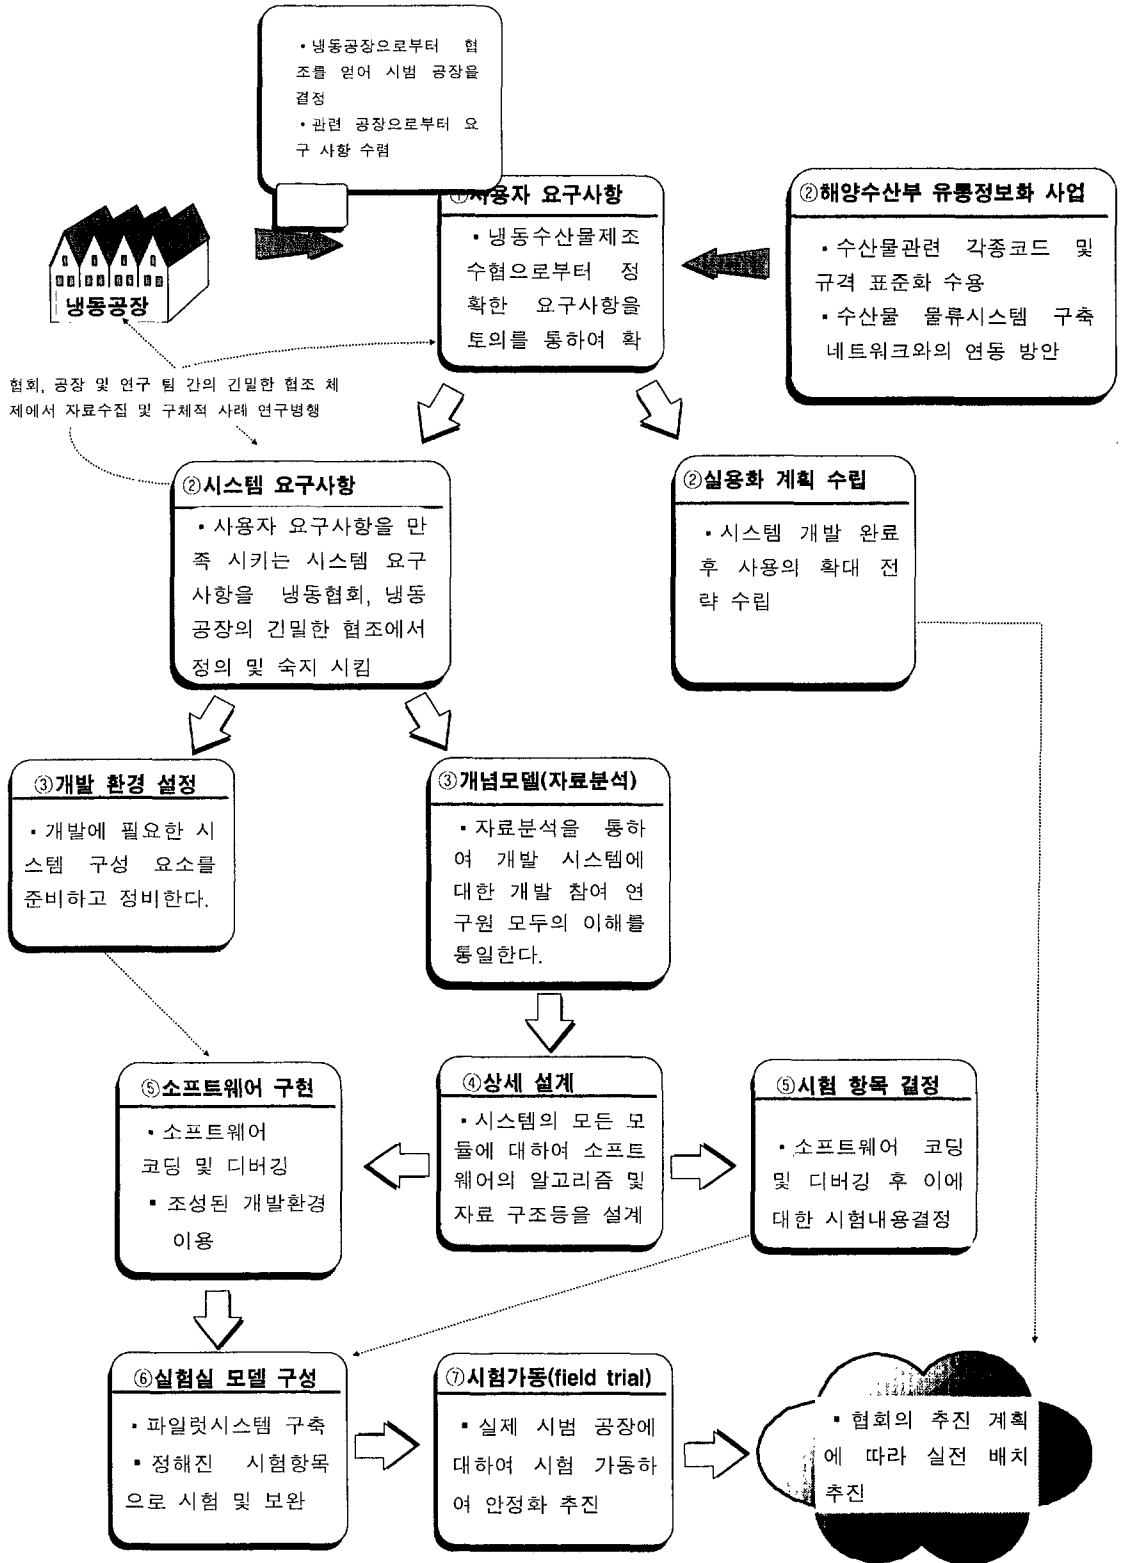 ▪ 냉동공장으로부터 협
조를 얻어 시범 공장을
결정
▪ 관련 공장으로부터 요
구 사항 수렴
냉동공장
①사용자 요구사항
▪ 냉동수산물제조
수협으로부터 정
확한 요구사항을
토의를 통하여 확
②해양수산부 유통정보화 사업
▪ 수산물관련 각종코드 및
규격 표준화 수용
▪ 수산물 물류시스템 구축
네트워크와의 연동 방안
협회, 공장 및 연구 팀 간의 긴밀한 협조 체
제에서 자료수집 및 구체적 사례 연구병행
②시스템 요구사항
▪ 사용자 요구사항을 만
족 시키는 시스템 요구
사항을 냉동협회, 냉동
공장의 긴밀한 협조에서
정의 및 숙지 시킴
②실용화 계획 수립
▪ 시스템 개발 완료
후 사용의 확대 전
략 수립
③개발 환경 설정
▪ 개발에 필요한 시
스템 구성 요소를
준비하고 정비한다.
③개념모델(자료분석)
▪ 자료분석을 통하
여 개발 시스템에
대한 개발 참여 연
구원 모두의 이해를
통일한다.
⑤소프트웨어 구현
▪ 소프트웨어
코딩 및 디버깅
▪ 조성된 개발환경
이용
④상세 설계
▪ 시스템의 모든 모
듈에 대하여 소프트
웨어의 알고리즘 및
자료 구조등을 설계
⑤시험 항목 결정
▪ 소프트웨어 코딩
및 디버깅 후 이에
대한 시험내용결정
⑥실험실 모델 구성
▪ 파일럿시스템 구축
▪ 정해진 시험항목
으로 시험 및 보완
⑦시험가동(field trial)
▪ 실제 시범 공장에
대하여 시험 가동하
여 안정화 추진
▪ 협회의 추진 계획
에 따라 실전 배치
추진